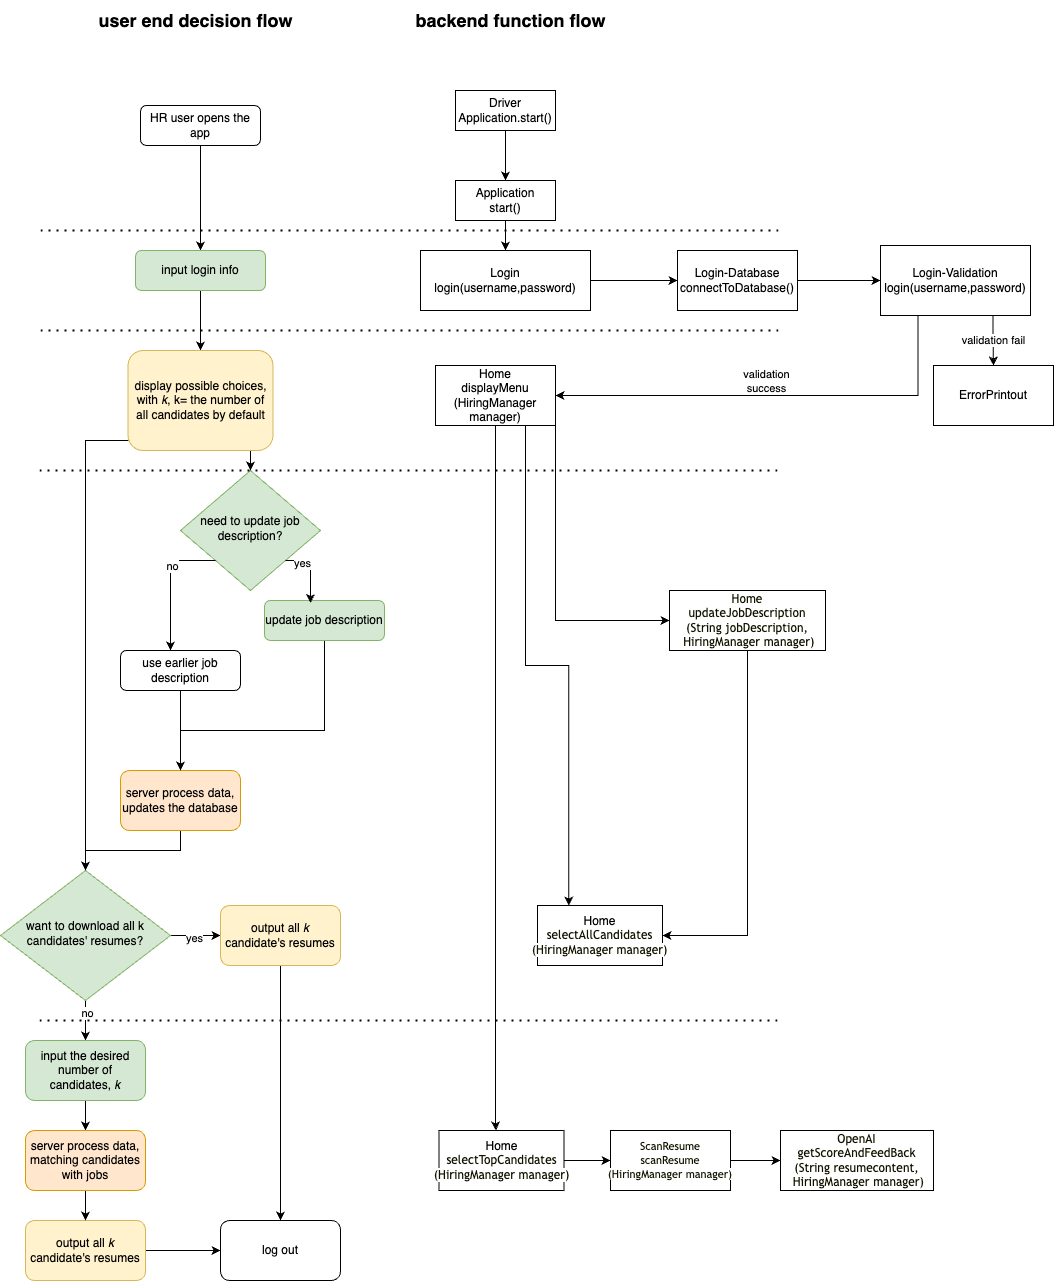 user end decision flow
backend function flow
HR user opens the
app
Driver
Application.start()
Application
start()
input login info
Login
login(username,password)
Login-Database
connectToDatabase()
Login-Validation
login(username,password)
validation fail
validation
success
ErrorPrintout
display possible choices,
with k, k= the number of
all candidates by default
Home
displayMenu
(HiringManager
manager)
need to update job
description?
no
yes
update job description
use earlier job
description
Home
updateJobDescription
(String jobDescription,
HiringManager manager)
server process data,
updates the database
want to download all k
candidates' resumes?
yes
no
output all k
candidate's resumes
Home
selectAllCandidates
(HiringManager manager)
input the desired
number of
candidates, k
server process data,
matching candidates
with jobs
Home
selectTopCandidates
(HiringManager manager)
ScanResume
scanResume
(HiringManager manager)
OpenAI
getScoreAndFeedBack
(String resumecontent,
HiringManager manager)
output all k
candidate's resumes
log out